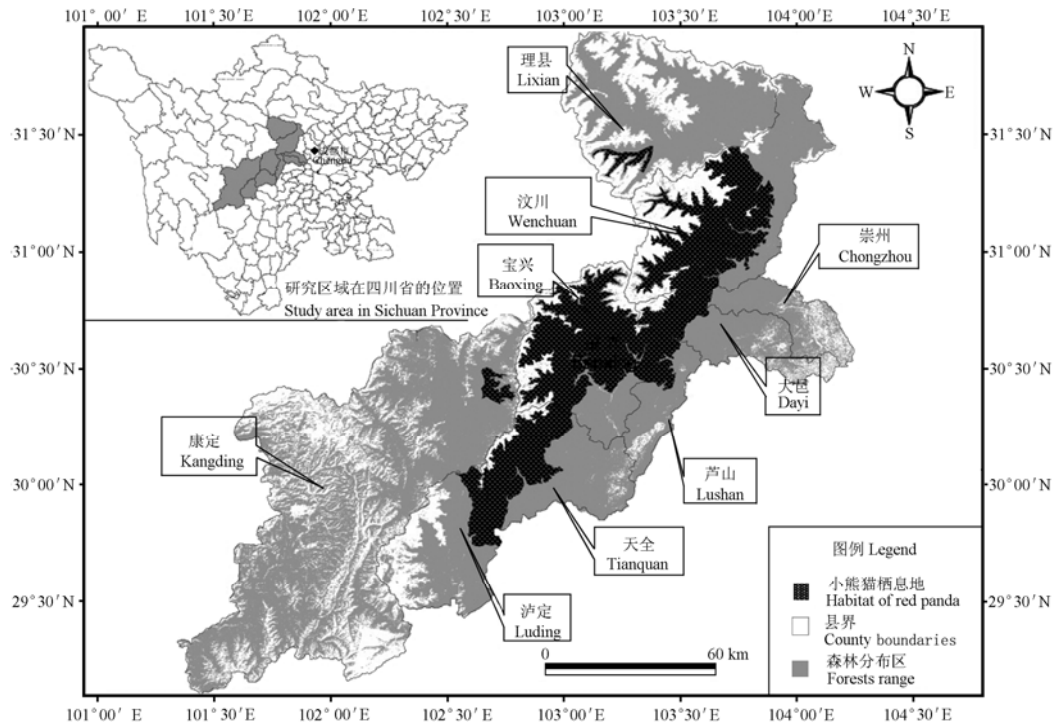 101°00′E
101°30′E
102°00′E
102°30′E
103°00′E
103°30′E
104°00′E
104°30′E
31°30′N
31°00′N
30°30′N
30°00′N
29°30′N
31°30′N
31°00′N
30°30′N
30°00′N
29°30′N
N
W
E
S
Chengdu
研究区域在四川省的位置
Study area in Sichuan Province
理县
Lixian
汶川
Wenchuan
宝兴
Baoxing
崇州
Chongzhou
大邑
Dayi
康定
Kangding
芦山
Lushan
天全
Tianquan
泸定
Luding
0
60 km
图例 Legend
小熊猫栖息地
Habitat of red panda
县界
County boundaries
森林分布区
Forests range
101°00′E
101°30′E
102°00′E
102°30′E
103°00′E
103°30′E
104°00′E
104°30′E